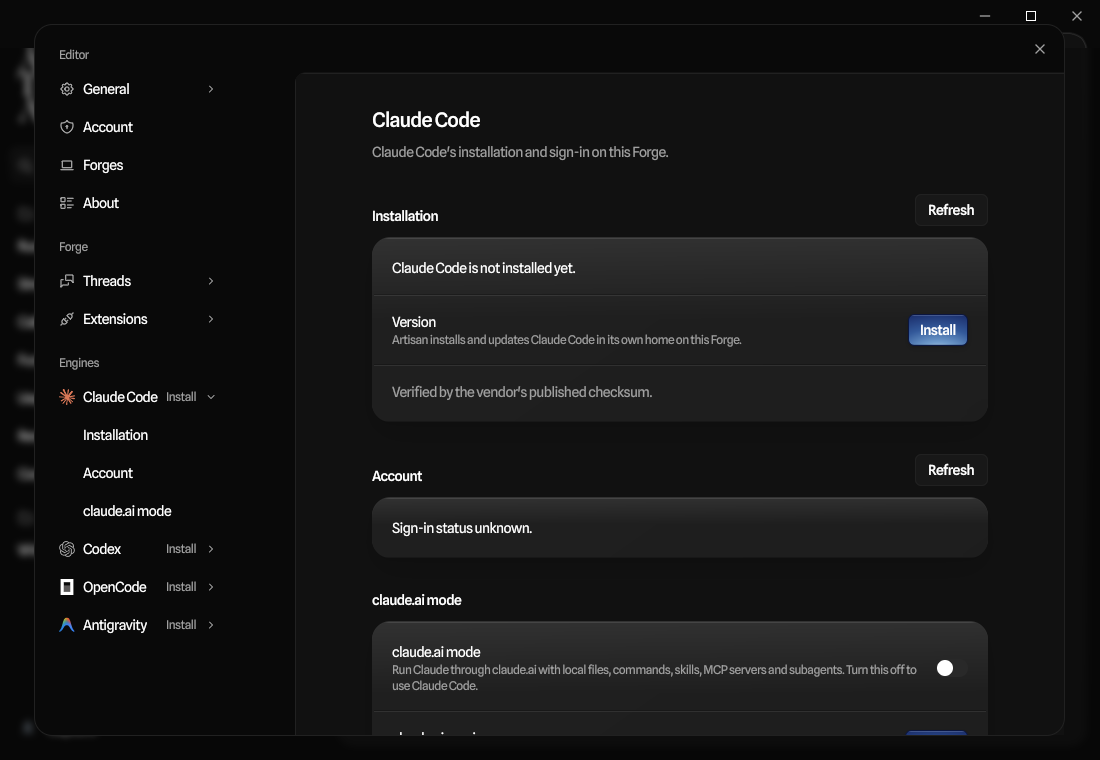 Editor
General
Account
Forges
About
Forge
Threads
Extensions
Engines
Claude Code Install
Installation
Account
claude.ai mode
Codex Install
OpenCode Install
Antigravity Install
Claude Code
Claude Code's installation and sign-in on this Forge.
Installation
Refresh
Claude Code is not installed yet.
Version
Artisan installs and updates Claude Code in its own home on this Forge.
Install
Verified by the vendor's published checksum.
Account
Refresh
Sign-in status unknown.
claude.ai mode
claude.ai mode
Run Claude through claude.ai with local files, commands, skills, MCP servers and subagents. Turn this off to
use Claude Code.